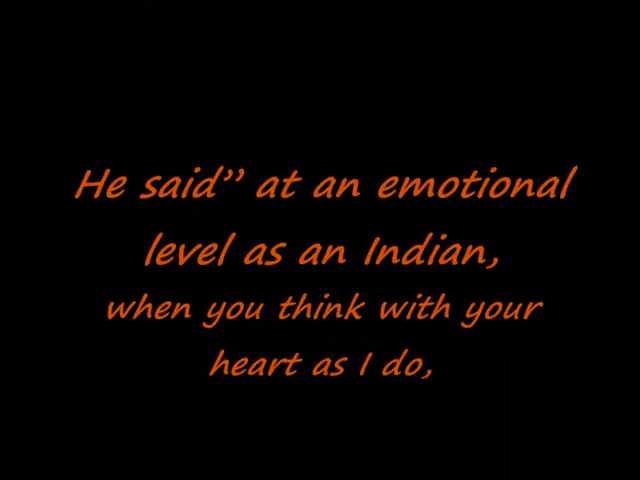 He said” at an emotional
level as an Indian,
when you think with your
heart as I do,